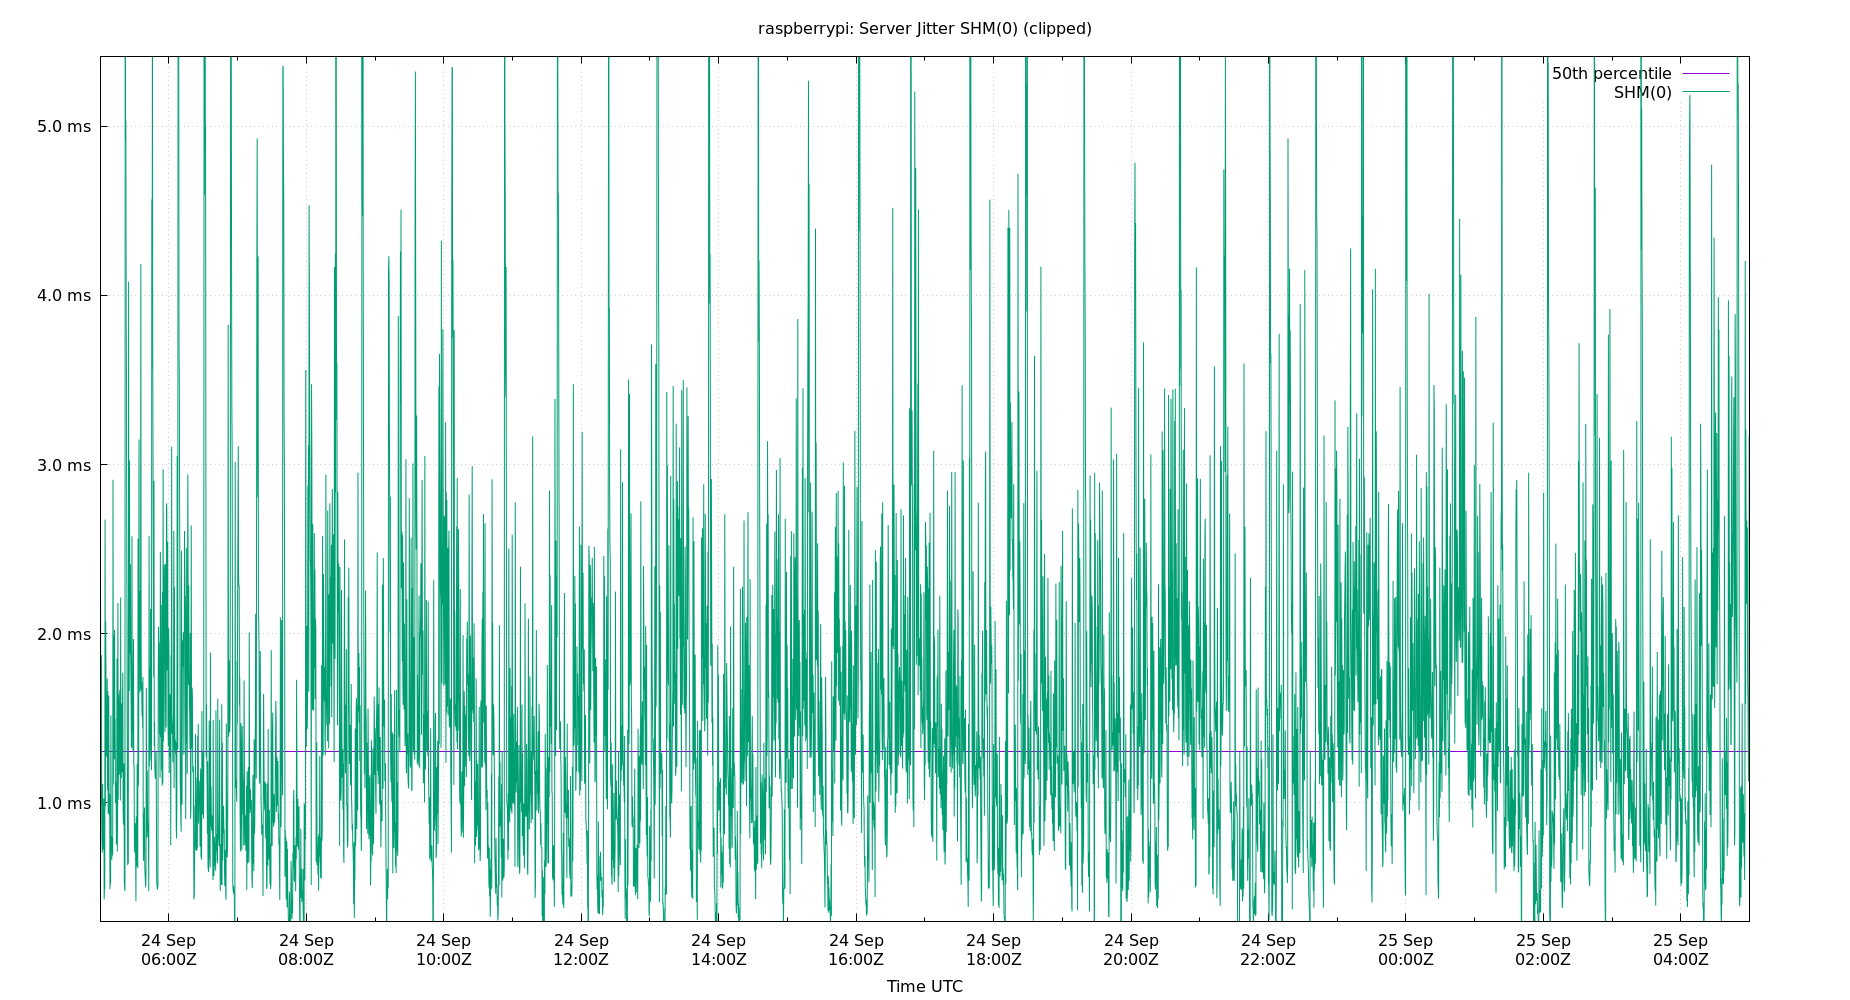 raspberrypi: Server Jitter SHM(0) (clipped)
50th percentile
SHM(0)
5.0 ms
4.0 ms
3.0 ms
2.0 ms
1.0 ms
24 Sep 24 Sep 24 Sep 24 Sep 24 Sep 24 Sep 24 Sep 24 Sep 24 Sep 25 Sep 25 Sep 25 Sep
06:00Z 08:00Z 10:00Z 12:00Z 14:00Z 16:00Z 18:00Z 20:00Z 22:00Z 00:00Z 02:00Z 04:00Z
Time UTC